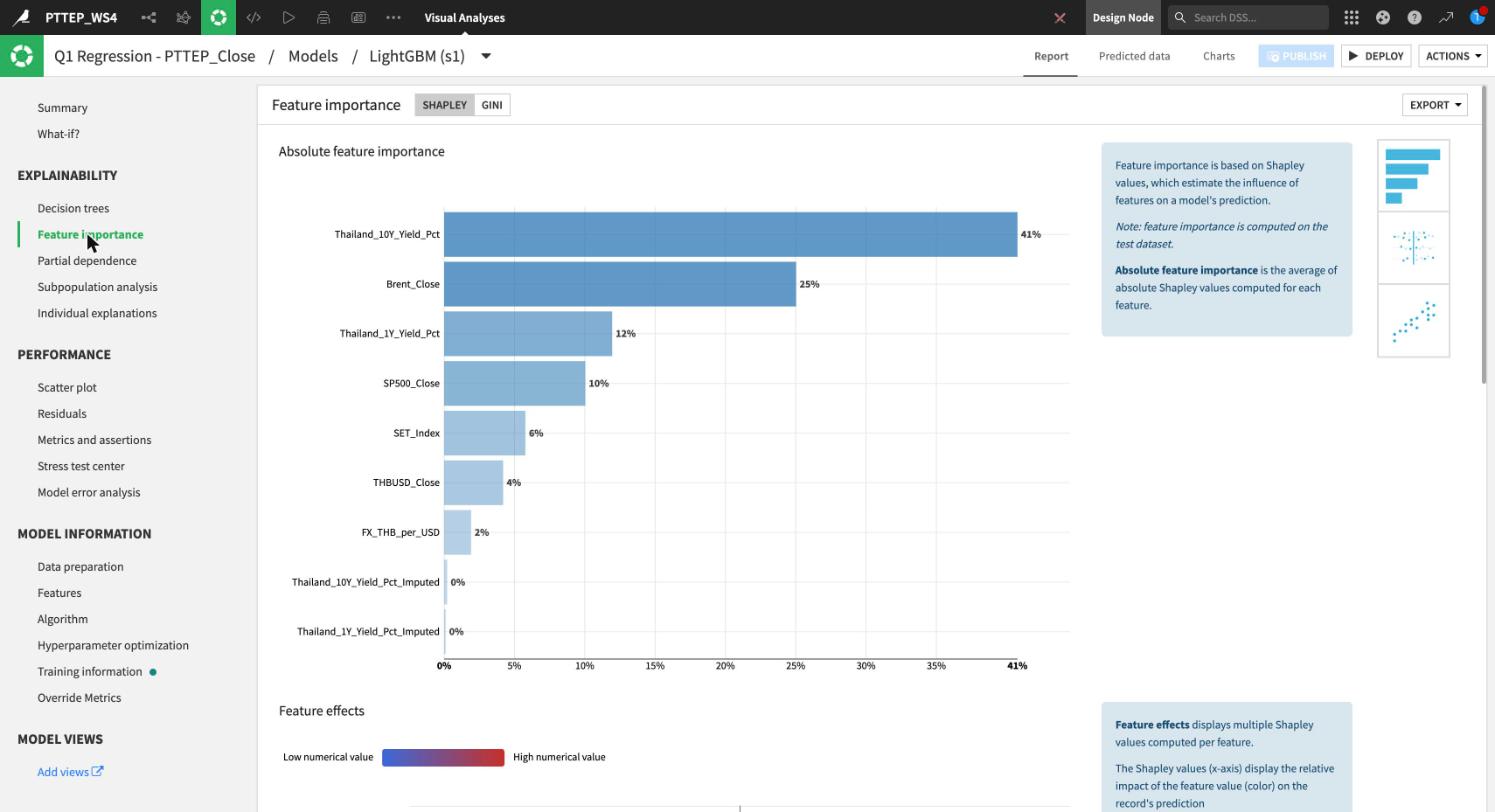 PTTEP_WS4
Visual Analyses
Design Node
Search DSS...
Q1 Regression - PTTEP_Close / Models / LightGBM (s1)
Report
Predicted data
Charts
PUBLISH
DEPLOY
ACTIONS
Summary
What-if?
EXPLAINABILITY
Decision trees
Feature importance
Partial dependence
Subpopulation analysis
Individual explanations
PERFORMANCE
Scatter plot
Residuals
Metrics and assertions
Stress test center
Model error analysis
MODEL INFORMATION
Data preparation
Features
Algorithm
Hyperparameter optimization
Training information
Override Metrics
MODEL VIEWS
Add views
Feature importance
SHAPLEY
GINI
EXPORT
Absolute feature importance
Thailand_10Y_Yield_Pct 41%
Brent_Close 25%
Thailand_1Y_Yield_Pct 12%
SP500_Close 10%
SET_Index 6%
THBUSD_Close 4%
FX_THB_per_USD 2%
Thailand_10Y_Yield_Pct_Imputed 0%
Thailand_1Y_Yield_Pct_Imputed 0%
0% 5% 10% 15% 20% 25% 30% 35% 41%
Feature importance is based on Shapley
values, which estimate the influence of
features on a model's prediction.
Note: feature importance is computed on the
test dataset.
Absolute feature importance is the average of
absolute Shapley values computed for each
feature.
Feature effects
Low numerical value
High numerical value
Feature effects displays multiple Shapley
values computed per feature.
The Shapley values (x-axis) display the relative
impact of the feature value (color) on the
record's prediction